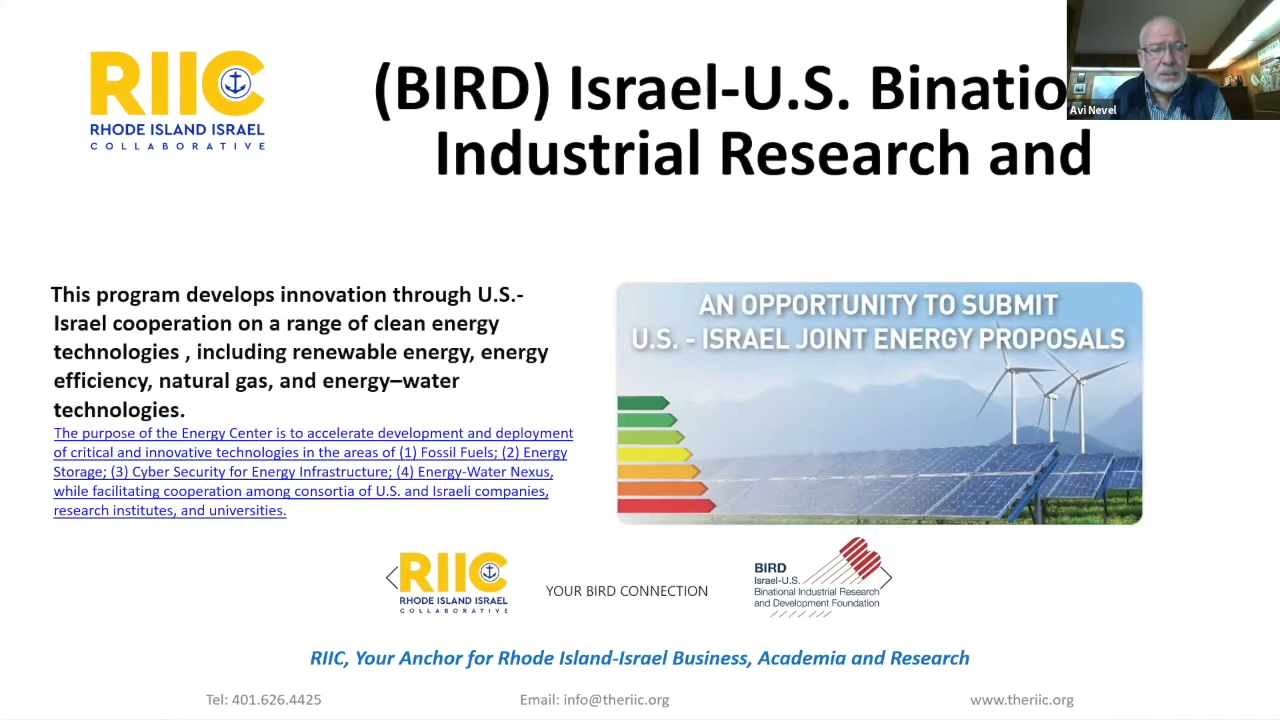 RIIC
RHODE ISLAND ISRAEL
COLLABORATIVE
(BIRD) Israel-U.S. Binatio
Industrial Research and
Avi Nevel
This program develops innovation through U.S.-
Israel cooperation on a range of clean energy
technologies , including renewable energy, energy
efficiency, natural gas, and energy–water
technologies.
The purpose of the Energy Center is to accelerate development and deployment
of critical and innovative technologies in the areas of (1) Fossil Fuels; (2) Energy
Storage; (3) Cyber Security for Energy Infrastructure; (4) Energy-Water Nexus,
while facilitating cooperation among consortia of U.S. and Israeli companies,
research institutes, and universities.
AN OPPORTUNITY TO SUBMIT
U.S. - ISRAEL JOINT ENERGY PROPOSALS
RIIC
RHODE ISLAND ISRAEL
COLLABORATIVE
YOUR BIRD CONNECTION
BIRD
Israel-U.S.
Binational Industrial Research
and Development Foundation
RIIC, Your Anchor for Rhode Island-Israel Business, Academia and Research
Tel: 401.626.4425
Email: info@theriic.org
www.theriic.org